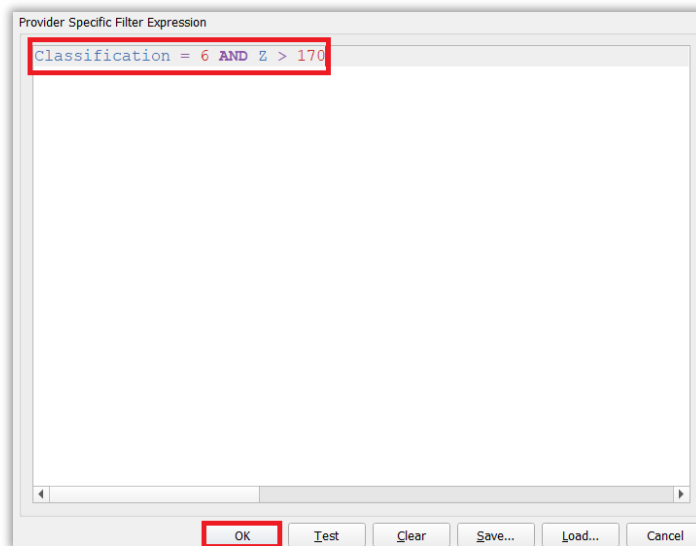 Provider Specific Filter Expression
Classification = 6 AND Z > 170
OK Test Clear Save... Load... Cancel